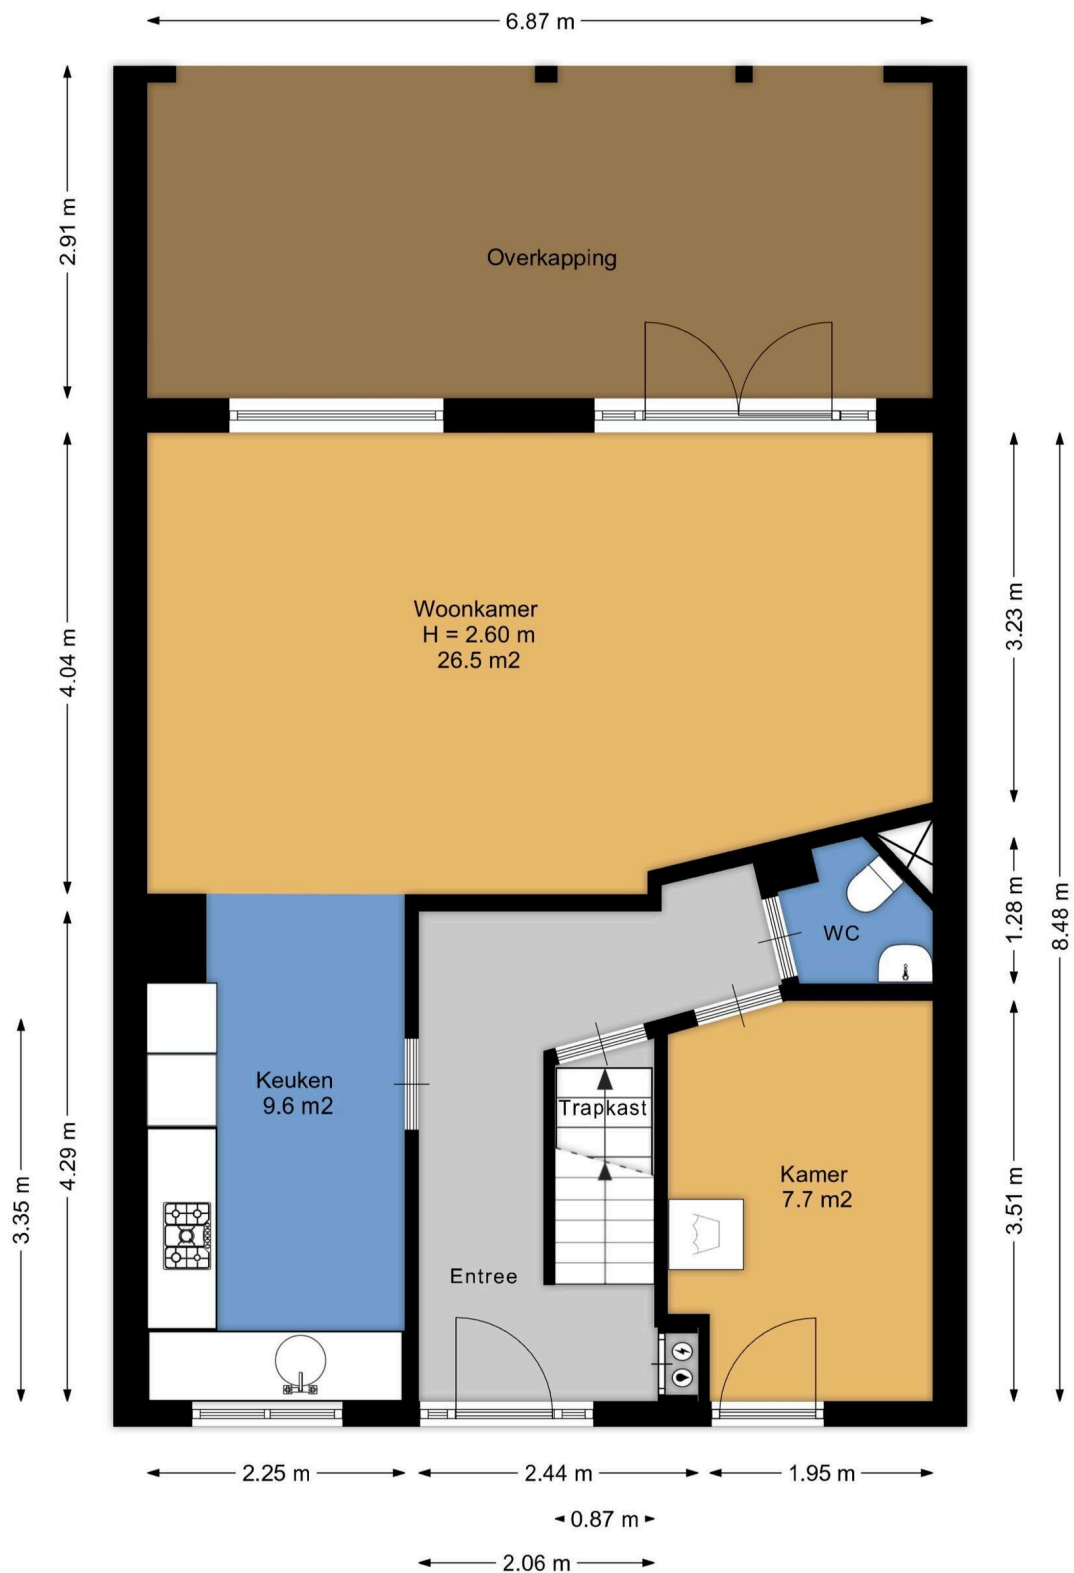 6.87 m
2.91 m
Overkapping
4.04 m
Woonkamer
H = 2.60 m
26.5 m2
3.23 m
8.48 m
1.28 m
WC
Keuken
9.6 m2
Trapkast
4.29 m
3.35 m
Kamer
7.7 m2
3.51 m
Entree
2.25 m
2.44 m
1.95 m
0.87 m
2.06 m